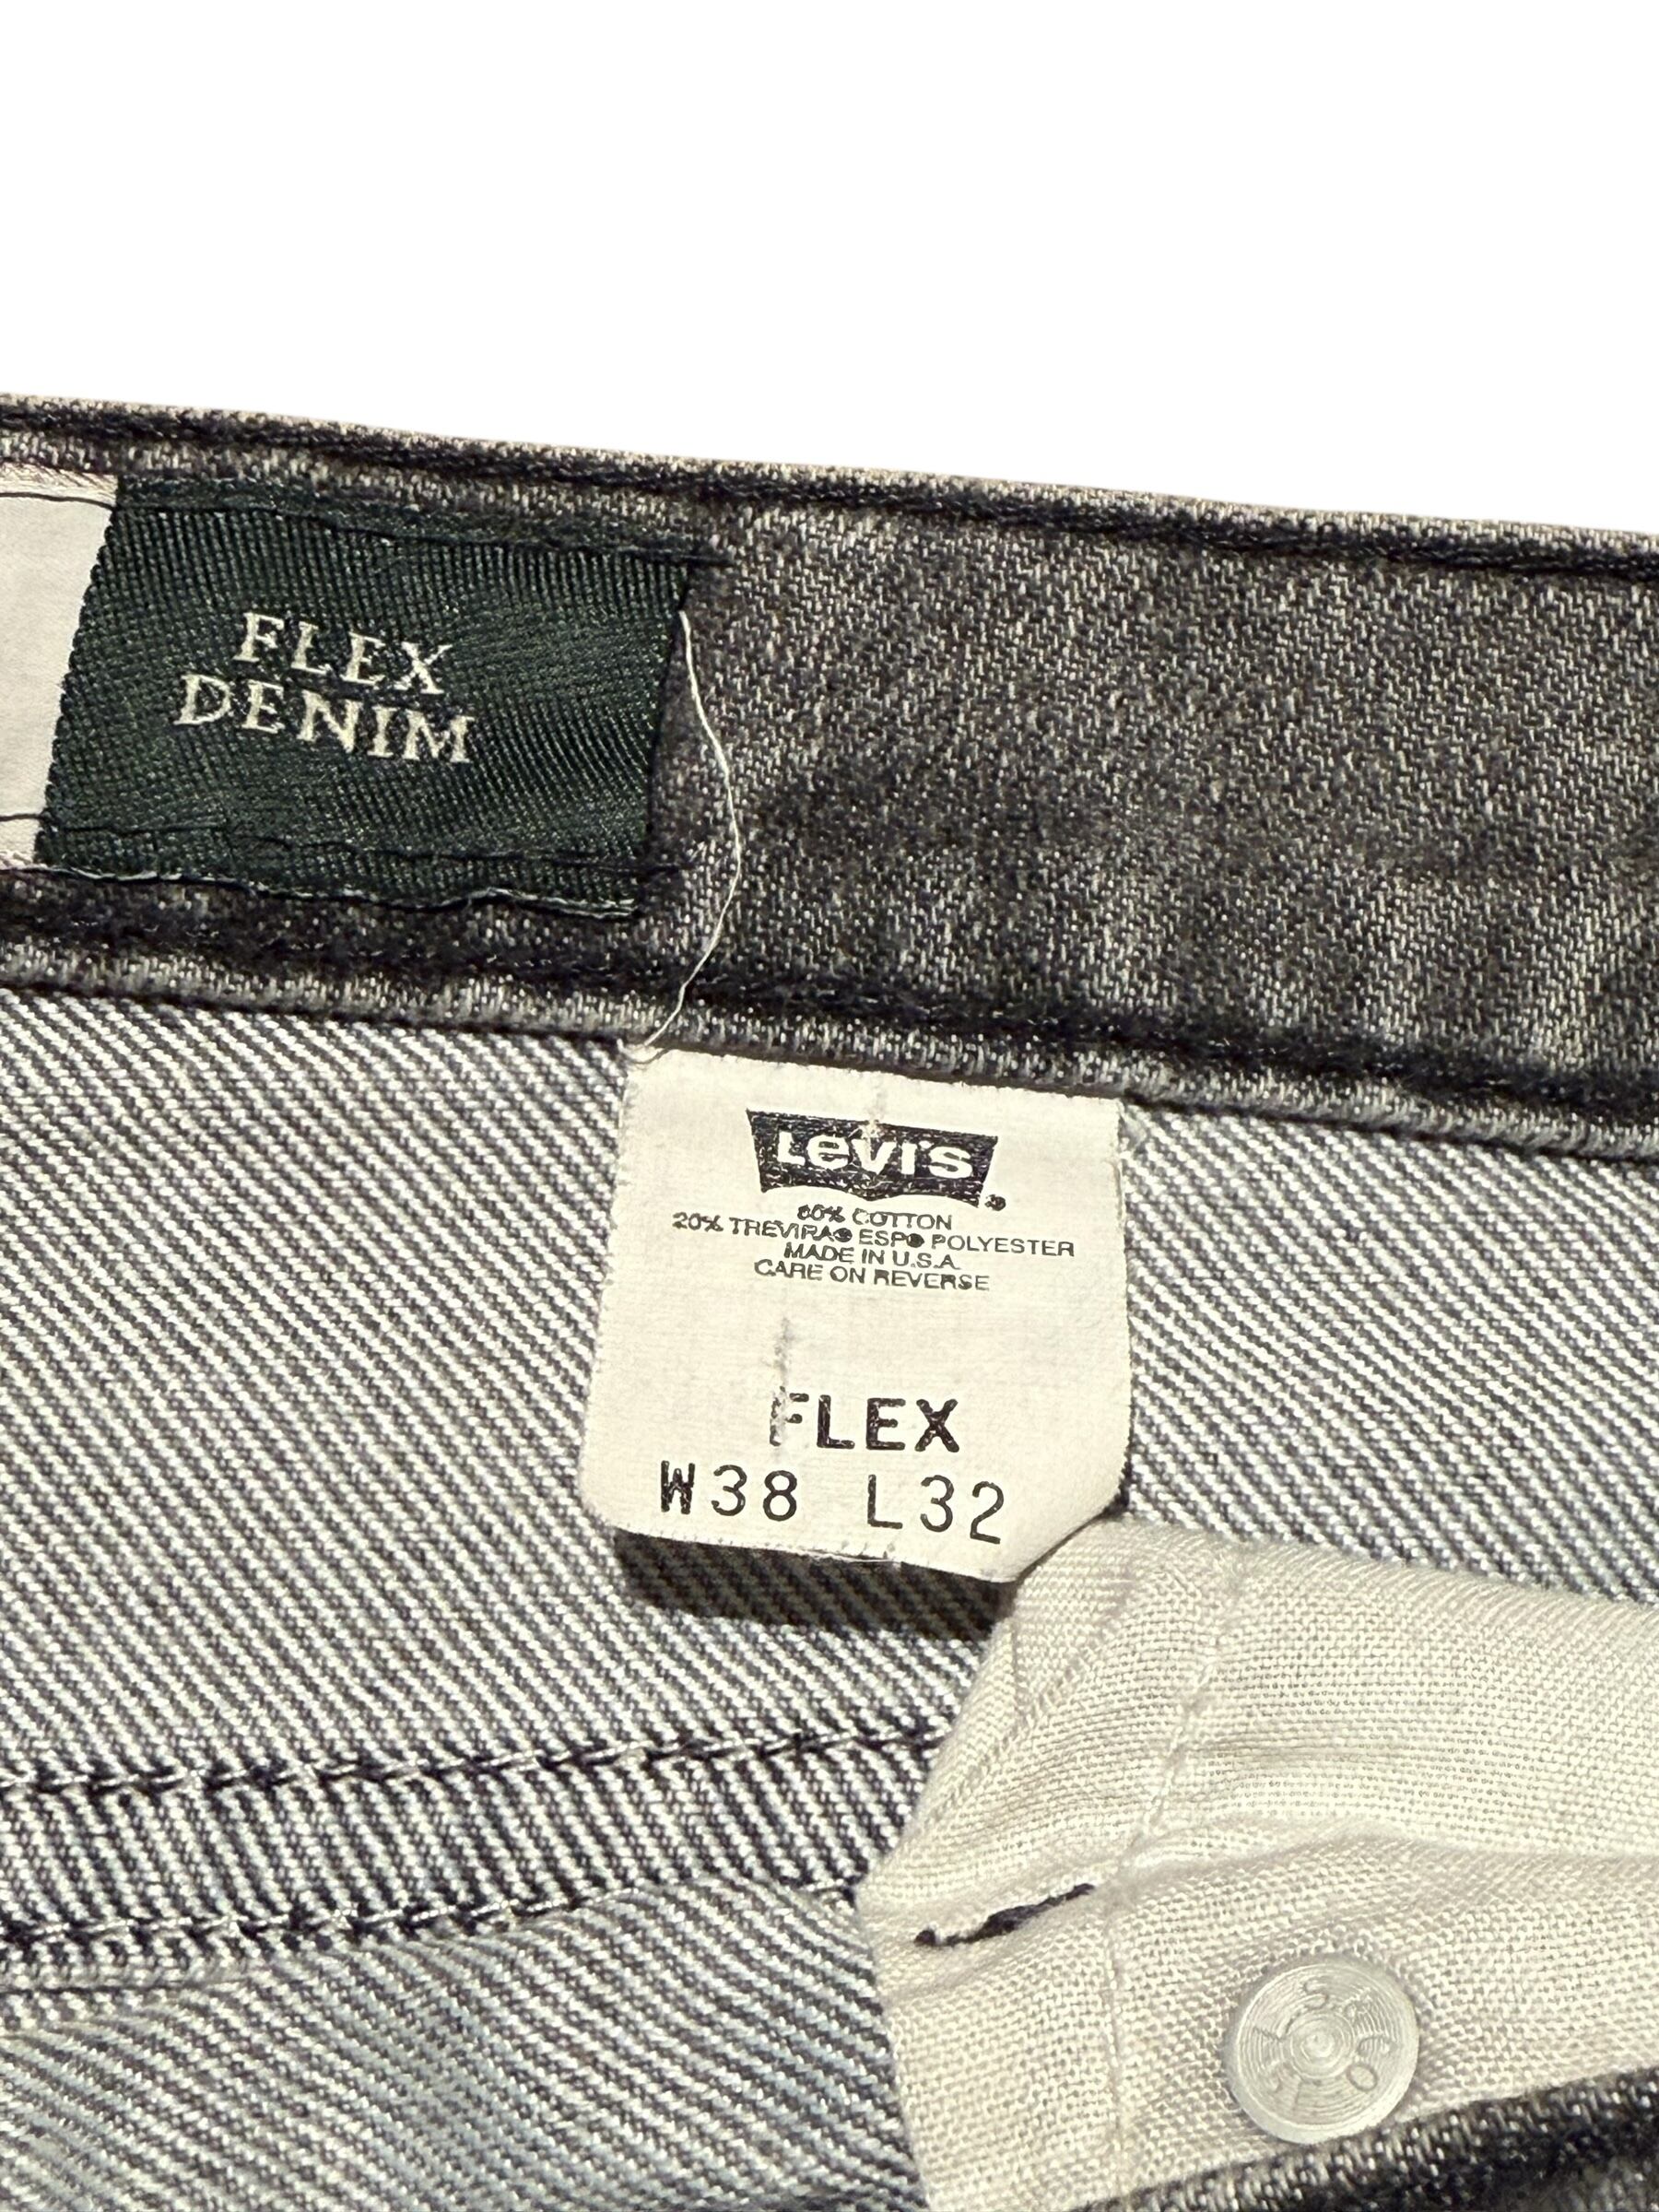 FLEX
DENIM
LEVI'S ®
80% COTTON
20% TREVIRA® ESP® POLYESTER
MADE IN U.S.A.
CARE ON REVERSE
FLEX
W38 L32